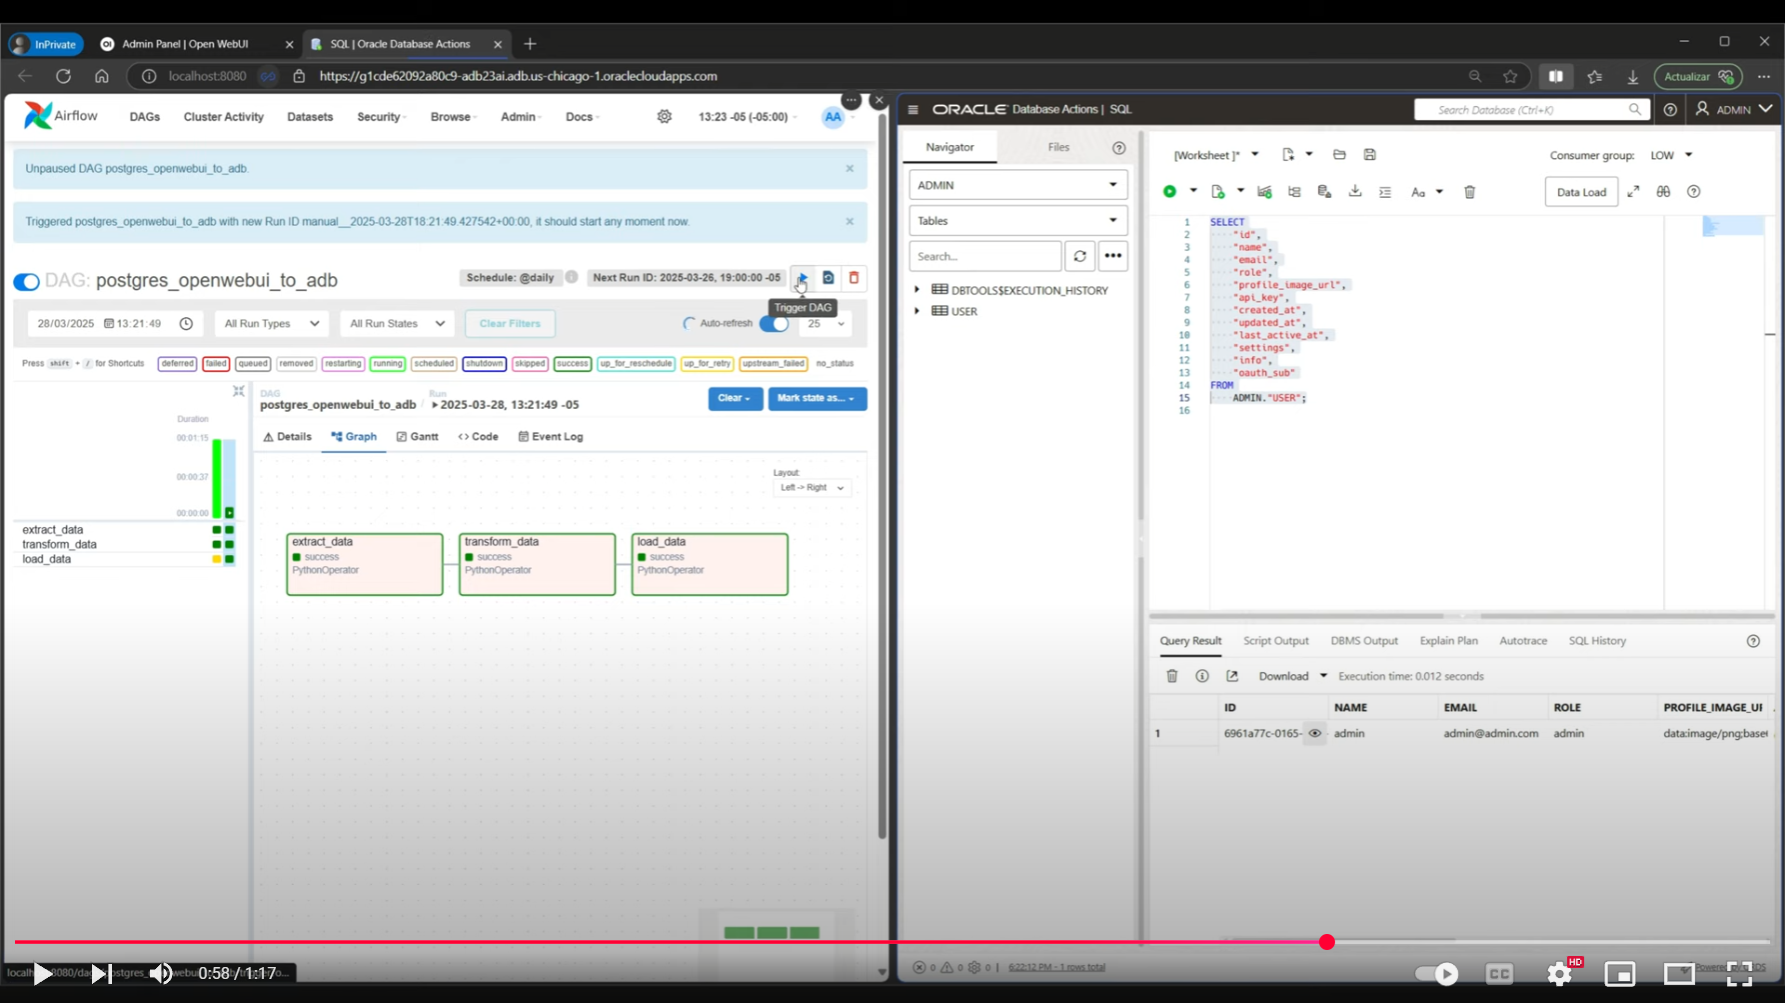 InPrivate
Admin Panel | Open WebUI
SQL | Oracle Database Actions
localhost:8080
https://g1cde62092a80c9-adb23ai.adb.us-chicago-1.oraclecloudapps.com
Actualizar
Airflow
DAGs
Cluster Activity
Datasets
Security
Browse
Admin
Docs
13:23 -05 (-05:00)
AA
Unpaused DAG postgres_openwebui_to_adb.
Triggered postgres_openwebui_to_adb with new Run ID manual__2025-03-28T18:21:49.427542+00:00, it should start any moment now.
DAG: postgres_openwebui_to_adb
Schedule: @daily
Next Run ID: 2025-03-26, 19:00:00 -05
Trigger DAG
28/03/2025 13:21:49
All Run Types
All Run States
Clear Filters
Auto-refresh
25
Press shift + / for Shortcuts
deferred
failed
queued
removed
restarting
running
scheduled
shutdown
skipped
success
up_for_reschedule
up_for_retry
upstream_failed
no_status
Duration
00:01:15
00:00:37
00:00:00
extract_data
transform_data
load_data
DAG
postgres_openwebui_to_adb
/
Run
2025-03-28, 13:21:49 -05
Clear
Mark state as...
Details
Graph
Gantt
<> Code
Event Log
Layout:
Left -> Right
extract_data
success
PythonOperator
transform_data
success
PythonOperator
load_data
success
PythonOperator
ORACLE Database Actions | SQL
Search Database (Ctrl+K)
ADMIN
Navigator
Files
ADMIN
Tables
Search...
DBTOOLS$EXECUTION_HISTORY
USER
[Worksheet ]*
Consumer group: LOW
Aa
Data Load
1 SELECT
2 "id",
3 "name",
4 "email",
5 "role",
6 "profile_image_url",
7 "api_key",
8 "created_at",
9 "updated_at",
10 "last_active_at",
11 "settings",
12 "info",
13 "oauth_sub"
14 FROM
15 ADMIN."USER";
16
Query Result
Script Output
DBMS Output
Explain Plan
Autotrace
SQL History
Download
Execution time: 0.012 seconds
ID NAME EMAIL ROLE PROFILE_IMAGE_UF
1 6961a77c-0165- admin admin@admin.com admin data:image/png;base
0 0 0 | 6:22:12 PM - 1 rows total
0:58 / 1:17
CC
HD